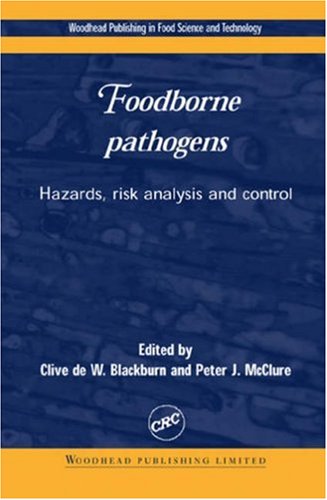 Woodhead Publishing in Food Science and Technology
Foodborne
pathogens
Hazards, risk analysis and control
Edited by
Clive de W. Blackburn and Peter J. McClure
CRC
WOODHEAD PUBLISHING LIMITED